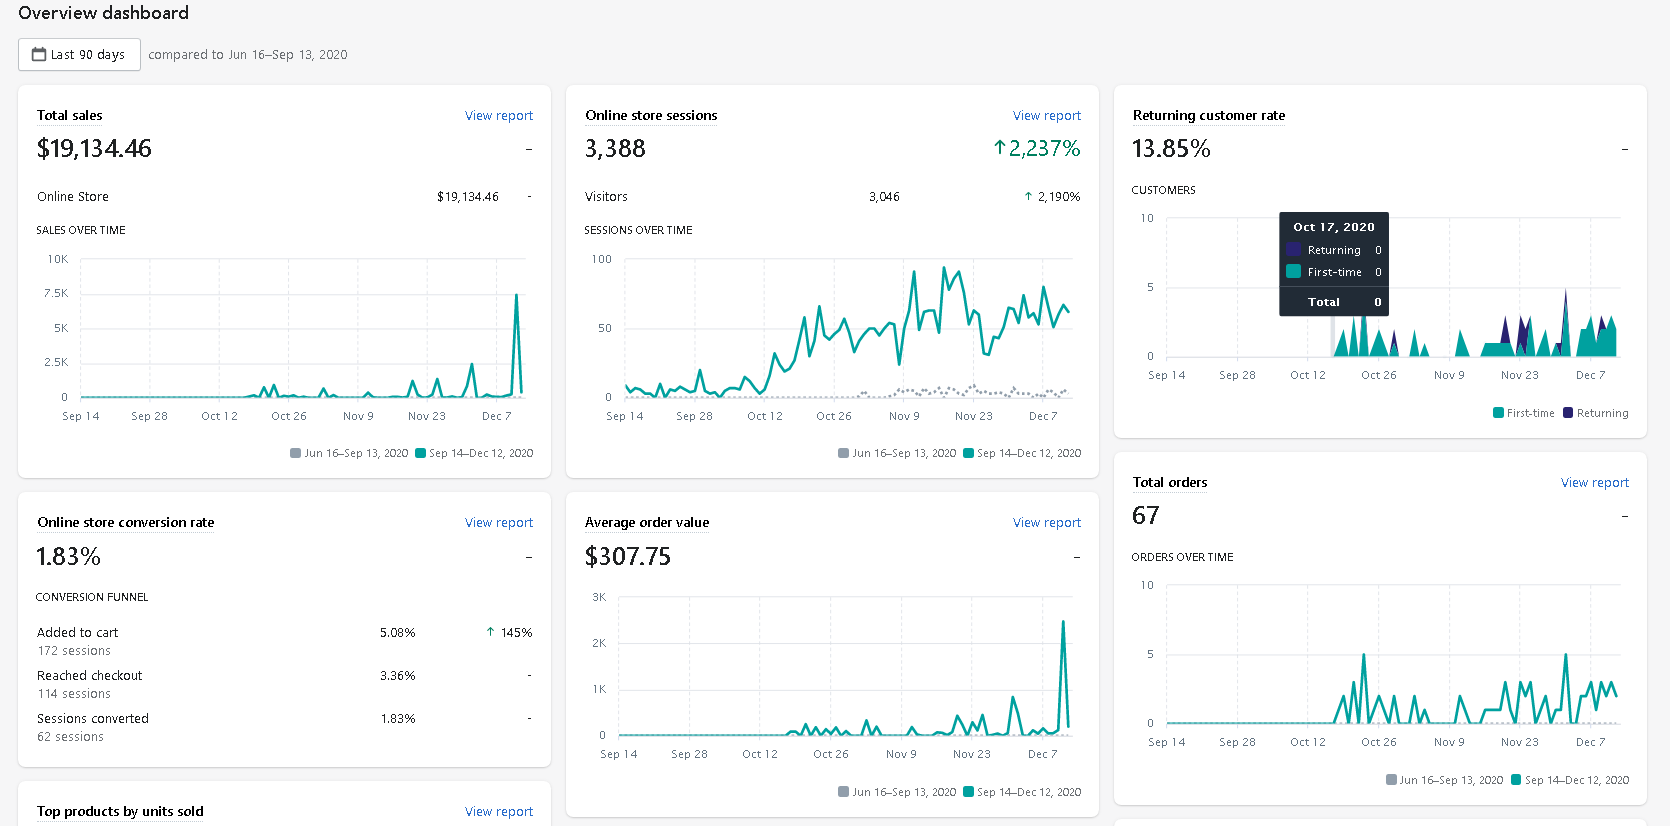 Overview dashboard
Last 90 days compared to Jun 16–Sep 13, 2020
Total sales View report
$19,134.46 -
Online Store $19,134.46 -
SALES OVER TIME
10K
7.5K
5K
2.5K
0
Sep 14 Sep 28 Oct 12 Oct 26 Nov 9 Nov 23 Dec 7
Jun 16–Sep 13, 2020 Sep 14–Dec 12, 2020
Online store sessions View report
3,388 ↑2,237%
Visitors 3,046 ↑ 2,190%
SESSIONS OVER TIME
100
50
0
Sep 14 Sep 28 Oct 12 Oct 26 Nov 9 Nov 23 Dec 7
Jun 16–Sep 13, 2020 Sep 14–Dec 12, 2020
Returning customer rate
13.85% -
CUSTOMERS
10
5
0
Oct 17, 2020
Returning 0
First-time 0
Total 0
Sep 14 Sep 28 Oct 12 Oct 26 Nov 9 Nov 23 Dec 7
First-time Returning
Online store conversion rate View report
1.83% -
CONVERSION FUNNEL
Added to cart 5.08% ↑ 145%
172 sessions
Reached checkout 3.36% -
114 sessions
Sessions converted 1.83% -
62 sessions
Average order value View report
$307.75 -
3K
2K
1K
0
Sep 14 Sep 28 Oct 12 Oct 26 Nov 9 Nov 23 Dec 7
Jun 16–Sep 13, 2020 Sep 14–Dec 12, 2020
Total orders View report
67 -
ORDERS OVER TIME
10
5
0
Sep 14 Sep 28 Oct 12 Oct 26 Nov 9 Nov 23 Dec 7
Jun 16–Sep 13, 2020 Sep 14–Dec 12, 2020
Top products by units sold View report